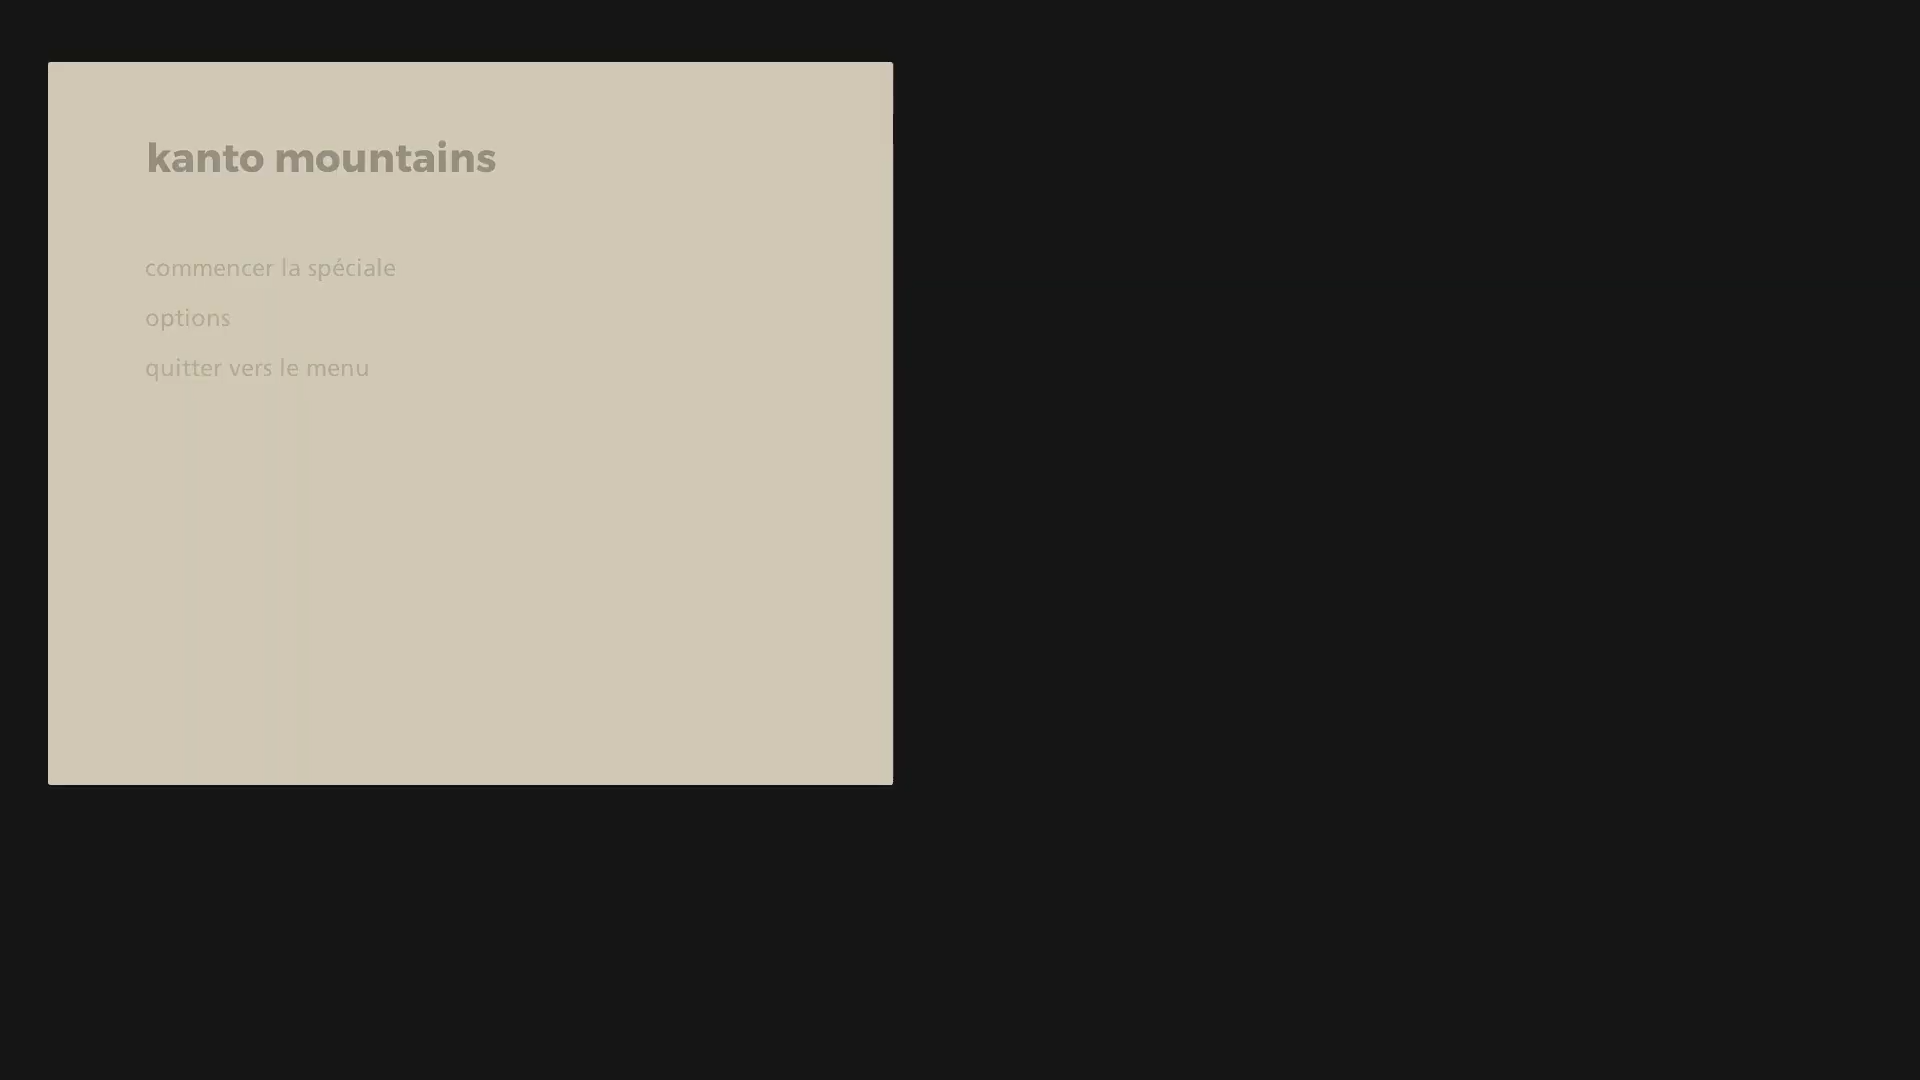 kanto mountains
commencer la spéciale
options
quitter vers le menu